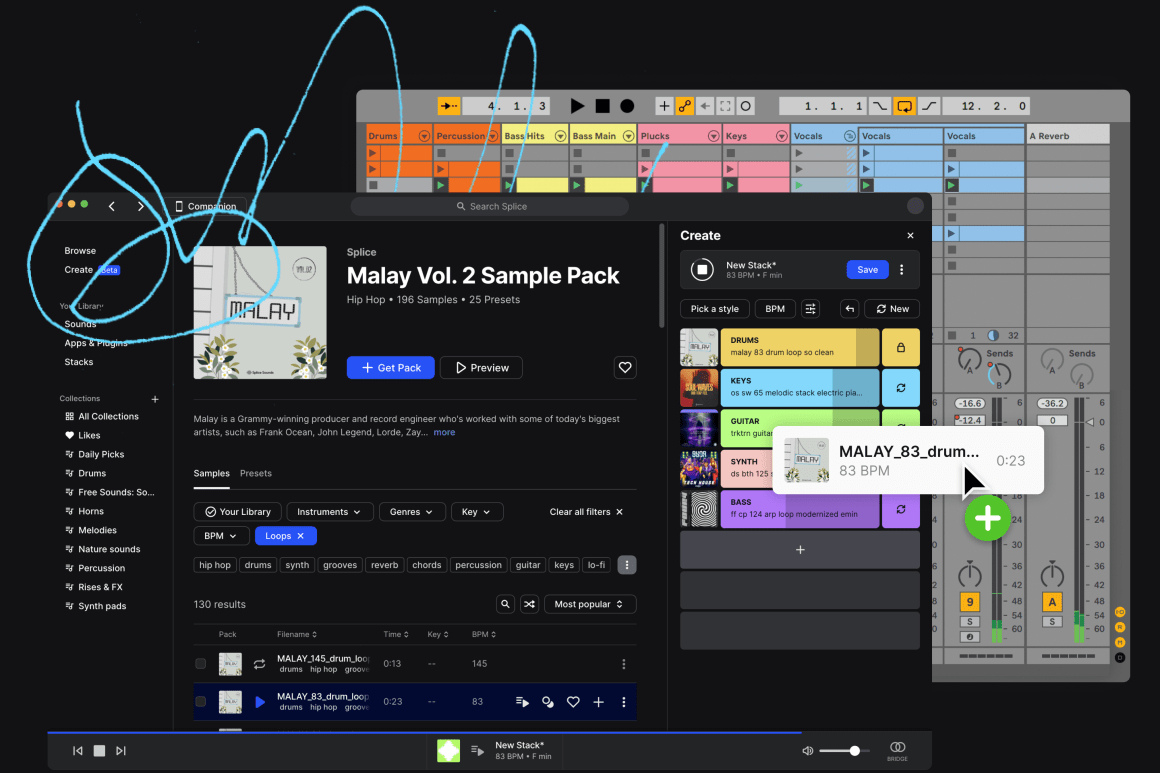 4. 1. 3
1. 1. 1
12. 2. 0
Drums
Percussion
Bass Hits
Bass Main
Plucks
Keys
Vocals
Vocals
Vocals
A Reverb
Companion
Search Splice
Browse
Create Beta
Your Library
Sounds
Apps & Plugins
Stacks
Collections
All Collections
Likes
Daily Picks
Drums
Free Sounds: So...
Horns
Melodies
Nature sounds
Percussion
Rises & FX
Synth pads
MALAY
Splice Sounds
Splice
Malay Vol. 2 Sample Pack
Hip Hop • 196 Samples • 25 Presets
Get Pack
Preview
Malay is a Grammy-winning producer and record engineer who's worked with some of today's biggest
artists, such as Frank Ocean, John Legend, Lorde, Zay... more
Samples
Presets
Your Library
Instruments
Genres
Key
Clear all filters
BPM
Loops
hip hop
drums
synth
grooves
reverb
chords
percussion
guitar
keys
lo-fi
130 results
Most popular
Pack Filename Time Key BPM
MALAY_145_drum_loo 0:13 -- 145
drums hip hop groov
MALAY_83_drum_loop 0:23 -- 83
drums hip hop groov
Create
New Stack*
83 BPM • F min
Save
Pick a style
BPM
New
DRUMS
malay 83 drum loop so clean
KEYS
os sw 65 melodic stack electric pia...
GUITAR
trktrn guita
SYNTH
ds bth 125 s
BASS
ff cp 124 arp loop modernized emin
MALAY_83_drum...
83 BPM
0:23
1
32
Sends
A
B
Sends
A
B
-16.6
-12.4
-36.2
0
6
0
6
12
18
24
30
36
42
48
54
60
9
A
S
S
New Stack*
83 BPM • F min
BRIDGE